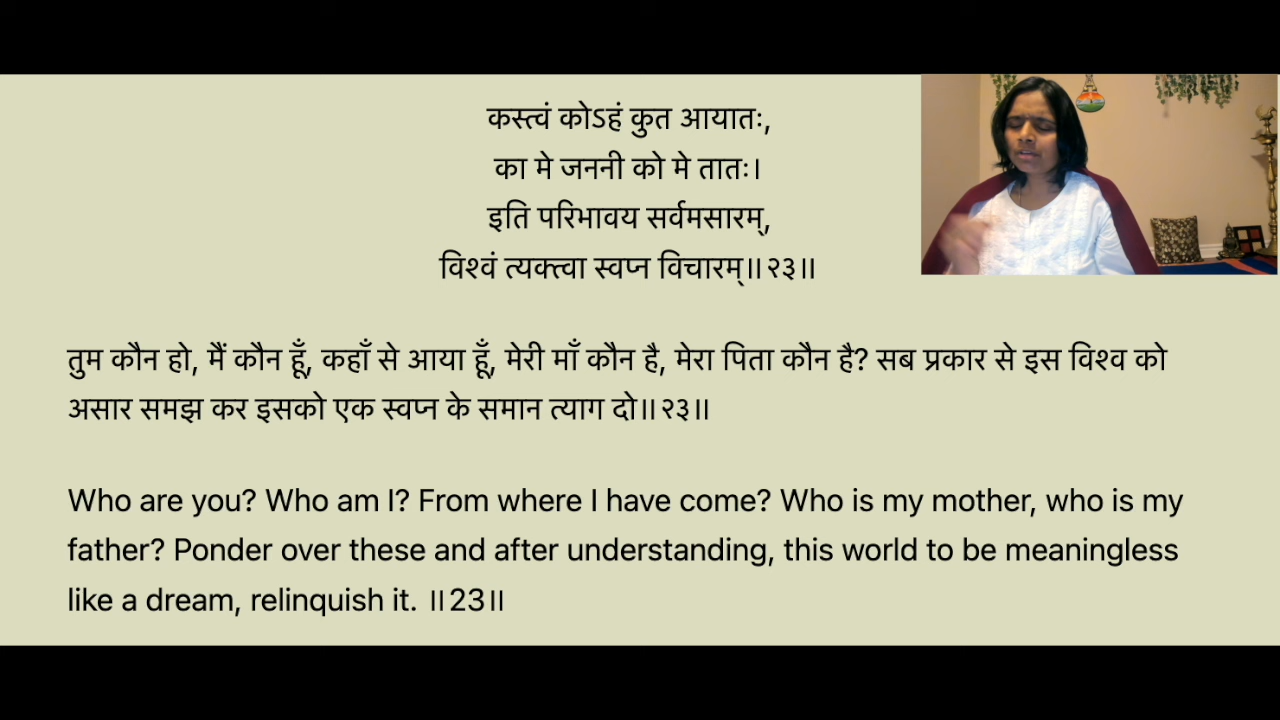 कस्त्वं कोऽहं कुत आयातः,
का मे जननी को मे तातः।
इति परिभावय सर्वमसारम्,
विश्वं त्यक्त्वा स्वप्न विचारम्॥२३॥
तुम कौन हो, मैं कौन हूँ, कहाँ से आया हूँ, मेरी माँ कौन है, मेरा पिता कौन है? सब प्रकार से इस विश्व को
असार समझ कर इसको एक स्वप्न के समान त्याग दो॥२३॥
Who are you? Who am I? From where I have come? Who is my mother, who is my
father? Ponder over these and after understanding, this world to be meaningless
like a dream, relinquish it. ॥23॥